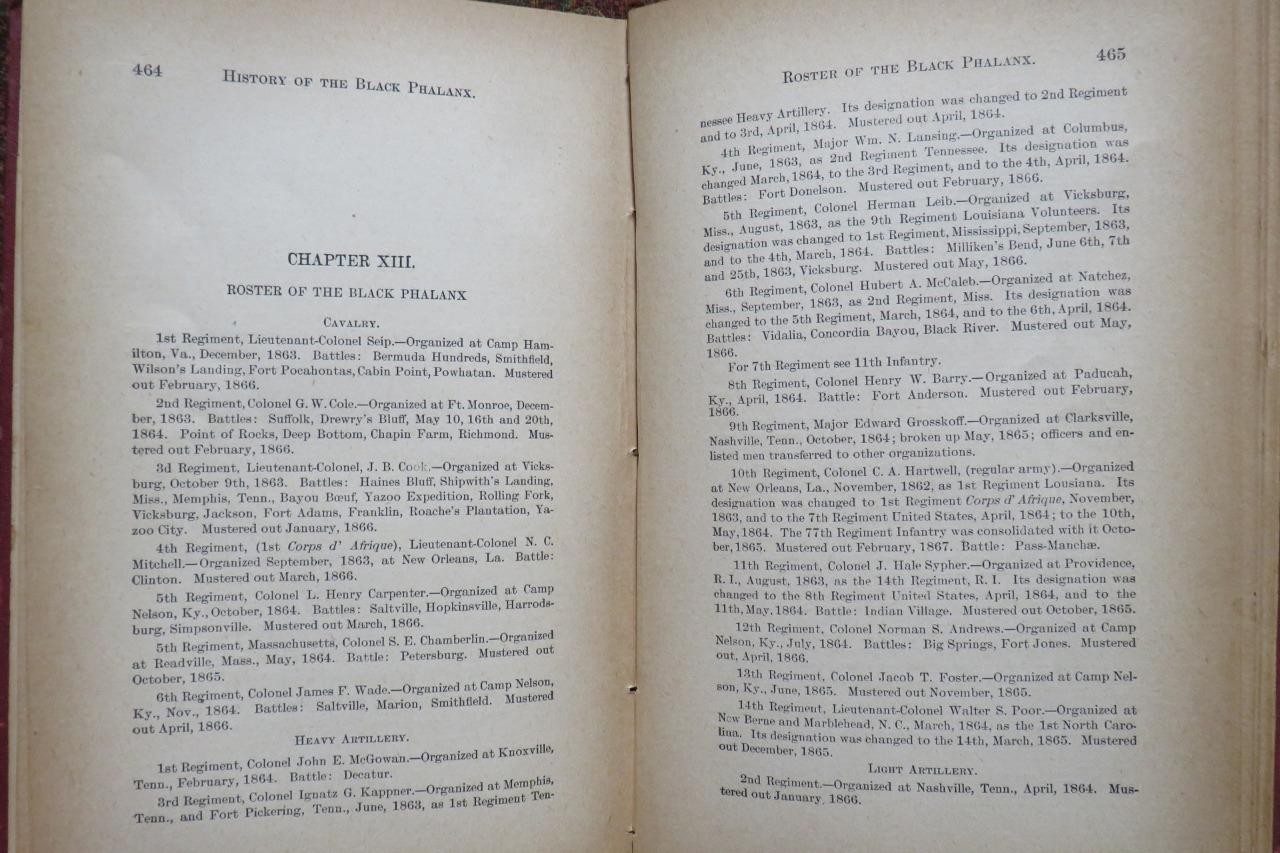 464
HISTORY OF THE BLACK PHALANX.
CHAPTER XIII.
ROSTER OF THE BLACK PHALANX
CAVALRY.
1st Regiment, Lieutenant-Colonel Seip.—Organized at Camp Ham-
ilton, Va., December, 1863. Battles: Bermuda Hundreds, Smithfield,
Wilson's Landing, Fort Pocahontas, Cabin Point, Powhatan. Mustered
out February, 1866.
2nd Regiment, Colonel G. W. Cole.—Organized at Ft. Monroe, Decem-
ber, 1863. Battles: Suffolk, Drewry's Bluff, May 10, 16th and 20th,
1864. Point of Rocks, Deep Bottom, Chapin Farm, Richmond. Mus-
tered out February, 1866.
3d Regiment, Lieutenant-Colonel, J. B. Cook,—Organized at Vicks-
burg, October 9th, 1863. Battles: Haines Bluff, Shipwith's Landing,
Miss., Memphis, Tenn., Bayou Bœuf, Yazoo Expedition, Rolling Fork,
Vicksburg, Jackson, Fort Adams, Franklin, Roache's Plantation, Ya-
zoo City. Mustered out January, 1866.
4th Regiment, (1st Corps d' Afrique), Lieutenant-Colonel N. C.
Mitchell.—Organized September, 1863, at New Orleans, La. Battle:
Clinton. Mustered out March, 1866.
5th Regiment, Colonel L. Henry Carpenter.—Organized at Camp
Nelson, Ky., October, 1864. Battles: Saltville, Hopkinsville, Harrods-
burg, Simpsonville. Mustered out March, 1866.
5th Regiment, Massachusetts, Colonel S. E. Chamberlin.—Organized
at Readville, Mass., May, 1864. Battle: Petersburg. Mustered out
October, 1865.
6th Regiment, Colonel James F. Wade.—Organized at Camp Nelson,
Ky., Nov., 1864. Battles: Saltville, Marion, Smithfield. Mustered
out April, 1866.
HEAVY ARTILLERY.
1st Regiment, Colonel John E. McGowan.—Organized at Knoxville,
Tenn., February, 1864. Battle: Decatur.
3rd Regiment, Colonel Ignatz G. Kappner.—Organized at Memphis,
Tenn., and Fort Pickering, Tenn., June, 1863, as 1st Regiment Ten-
ROSTER OF THE BLACK PHALANX.
465
nessee Heavy Artillery. Its designation was changed to 2nd Regiment
and to 3rd, April, 1864. Mustered out April, 1864.
4th Regiment, Major Wm. N. Lansing.—Organized at Columbus,
Ky., June, 1863, as 2nd Regiment Tennessee. Its designation was
changed March, 1864, to the 3rd Regiment, and to the 4th, April, 1864.
Battles: Fort Donelson. Mustered out February, 1866.
5th Regiment, Colonel Herman Leib.—Organized at Vicksburg,
Miss., August, 1863, as the 9th Regiment Louisiana Volunteers. Its
designation was changed to 1st Regiment, Mississippi, September, 1863,
and to the 4th, March, 1864. Battles: Milliken's Bend, June 6th, 7th
and 25th, 1863, Vicksburg. Mustered out May, 1866.
6th Regiment, Colonel Hubert A. McCaleb.—Organized at Natchez,
Miss., September, 1863, as 2nd Regiment, Miss. Its designation was
changed to the 5th Regiment, March, 1864, and to the 6th, April, 1864.
Battles: Vidalia, Concordia Bayou, Black River. Mustered out May,
1866.
For 7th Regiment see 11th Infantry.
8th Regiment, Colonel Henry W. Barry.—Organized at Paducah,
Ky., April, 1864. Battle: Fort Anderson. Mustered out February,
1866.
9th Regiment, Major Edward Grosskoff.—Organized at Clarksville,
Nashville, Tenn., October, 1864; broken up May, 1865; officers and en-
listed men transferred to other organizations.
10th Regiment, Colonel C. A. Hartwell, (regular army).—Organized
at New Orleans, La., November, 1862, as 1st Regiment Lousiana. Its
designation was changed to 1st Regiment Corps d' Afrique, November,
1863, and to the 7th Regiment United States, April, 1864; to the 10th,
May, 1864. The 77th Regiment Infantry was consolidated with it Octo-
ber, 1865. Mustered out February, 1867. Battle: Pass-Manchæ.
11th Regiment, Colonel J. Hale Sypher.—Organized at Providence,
R. I., August, 1863, as the 14th Regiment, R. I. Its designation was
changed to the 8th Regiment United States, April, 1864, and to the
11th, May, 1864. Battle: Indian Village. Mustered out October, 1865.
12th Regiment, Colonel Norman S. Andrews.—Organized at Camp
Nelson, Ky., July, 1864. Battles: Big Springs, Fort Jones. Mustered
out, April, 1866.
13th Regiment, Colonel Jacob T. Foster.—Organized at Camp Nel-
son, Ky., June, 1865. Mustered out November, 1865.
14th Regiment, Lieutenant-Colonel Walter S. Poor.—Organized at
New Berne and Marblehead, N. C., March, 1864, as the 1st North Caro-
lina. Its designation was changed to the 14th, March, 1865. Mustered
out December, 1865.
LIGHT ARTILLERY.
2nd Regiment.—Organized at Nashville, Tenn., April, 1864. Mus-
tered out January, 1866.